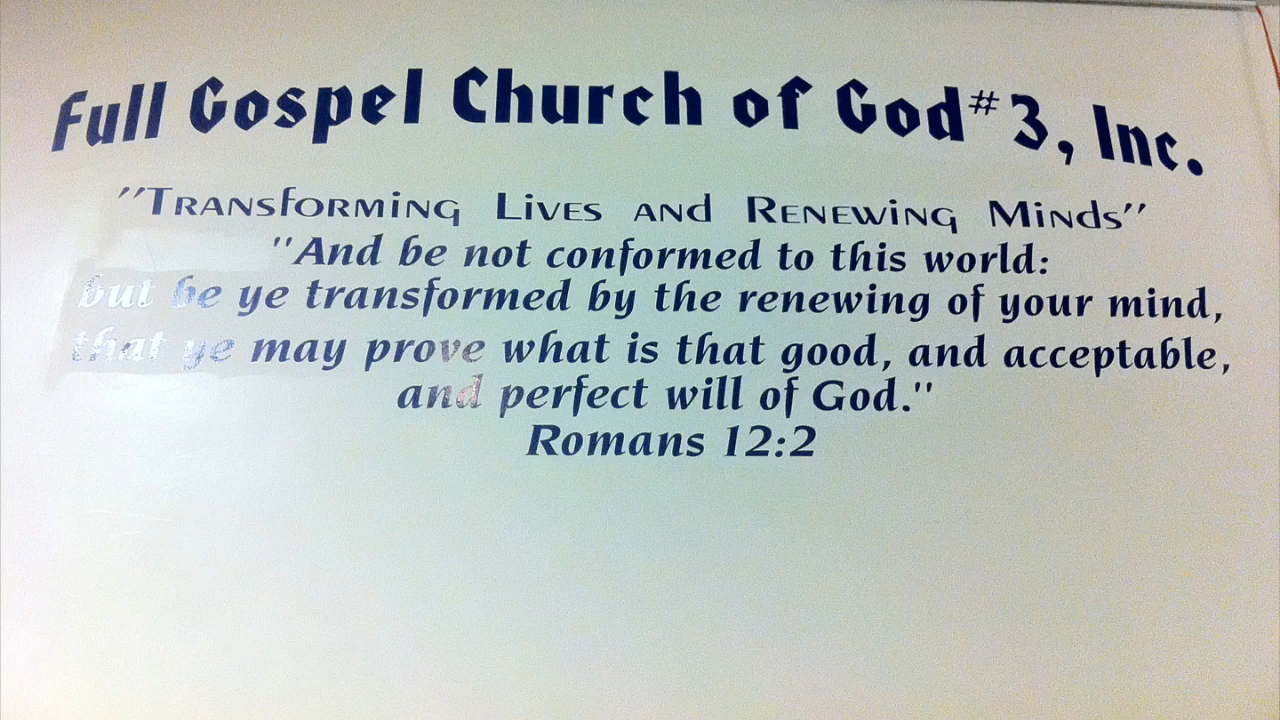 Full Gospel Church of God #3, Inc.
"Transforming Lives and Renewing Minds"
"And be not conformed to this world:
but be ye transformed by the renewing of your mind,
that ye may prove what is that good, and acceptable,
and perfect will of God."
Romans 12:2